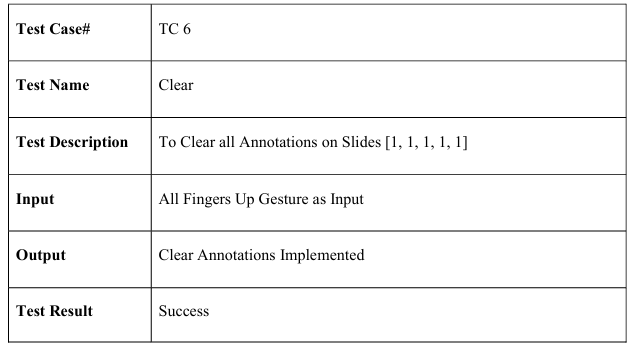 Test Case# TC 6
Test Name Clear
Test Description To Clear all Annotations on Slides [1, 1, 1, 1, 1]
Input All Fingers Up Gesture as Input
Output Clear Annotations Implemented
Test Result Success